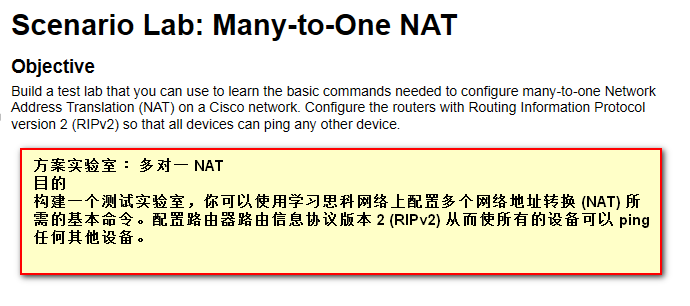 Scenario Lab: Many-to-One NAT
Objective
Build a test lab that you can use to learn the basic commands needed to configure many-to-one Network
Address Translation (NAT) on a Cisco network. Configure the routers with Routing Information Protocol
version 2 (RIPv2) so that all devices can ping any other device.
方案实验室：多对一 NAT
目的
构建一个测试实验室，你可以使用学习思科网络上配置多个网络地址转换 (NAT) 所
需的基本命令。配置路由器路由信息协议版本 2 (RIPv2) 从而使所有的设备可以 ping
任何其他设备。